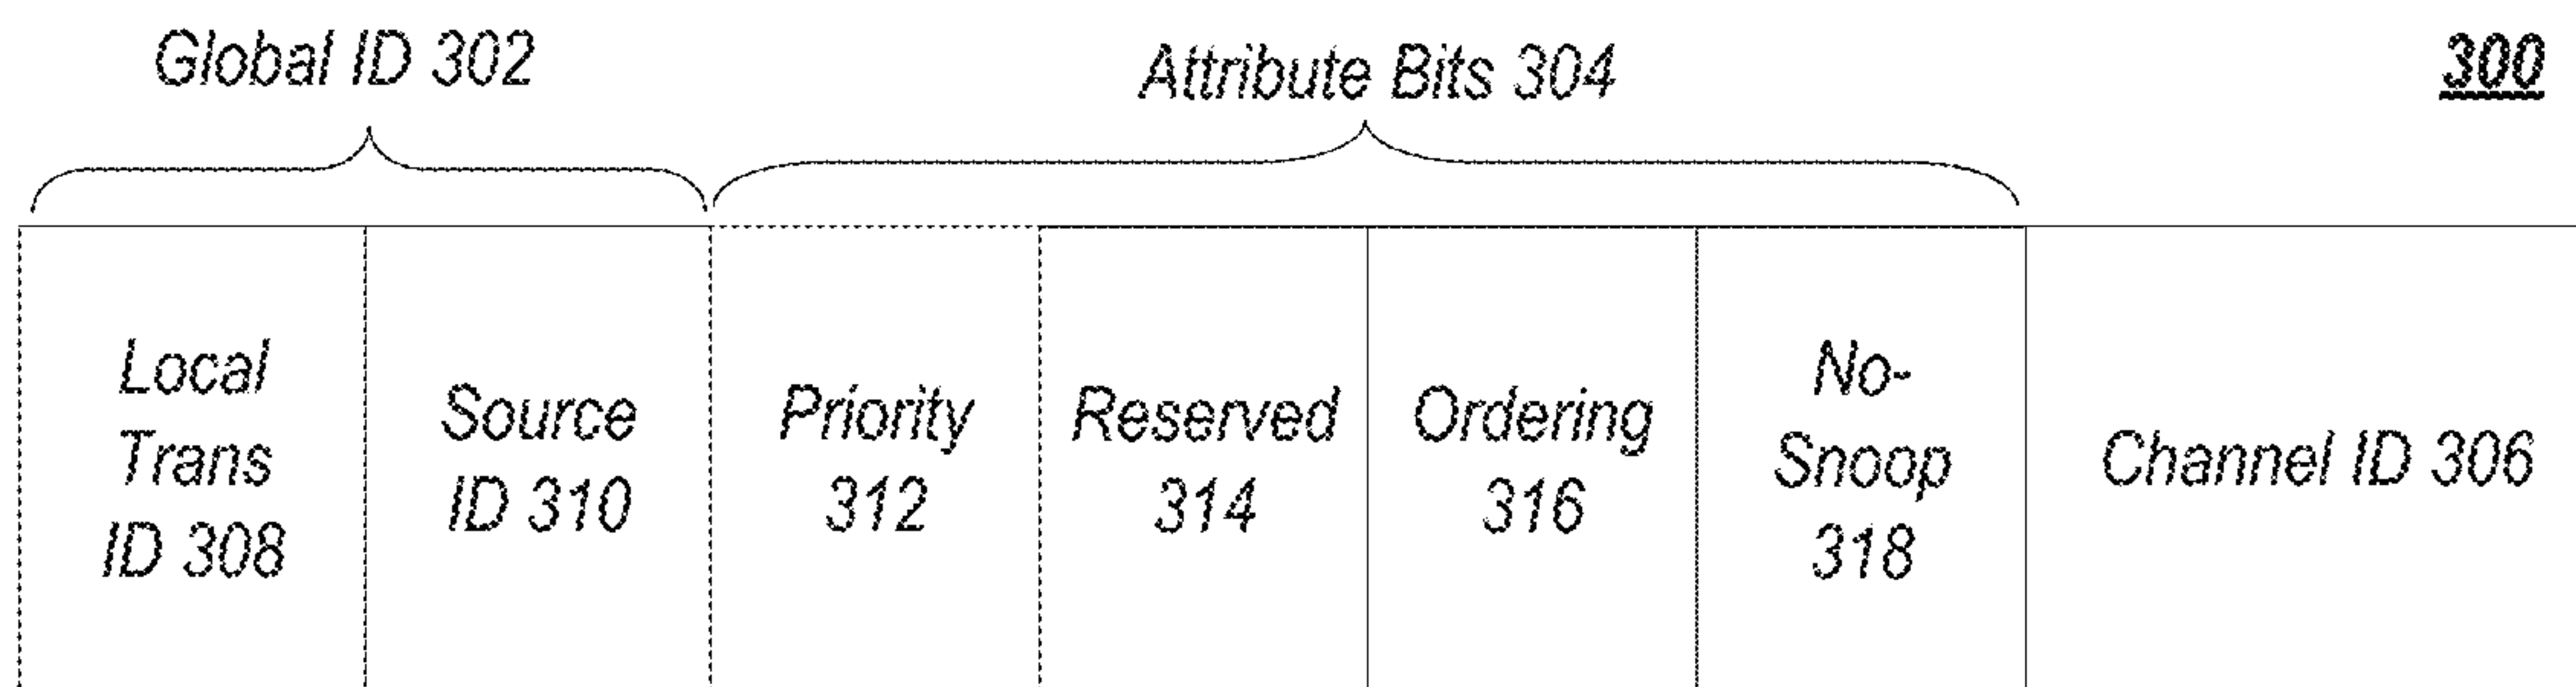 Global ID 302
Attribute Bits 304
300
Local
Trans
ID 308
Source
ID 310
Priority
312
Reserved
314
Ordering
316
No-
Snoop
318
Channel ID 306